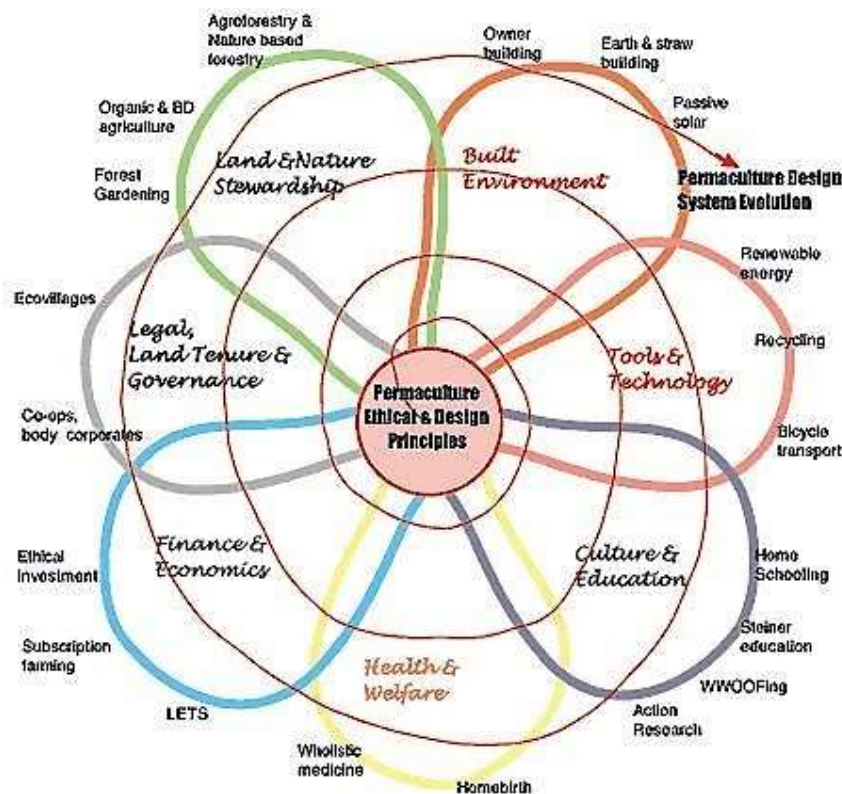 Agroforestry &
Nature based
forestry
Owner
building
Earth & straw
building
Passive
solar
Organic & BD
agriculture
Forest
Gardening
Land & Nature
Stewardship
Built
Environment
Permaculture Design
System Evolution
Renewable
energy
Ecovillages
Legal,
Land Tenure &
Governance
Tools &
Technology
Recycling
Permaculture
Ethical & Design
Principles
Co-ops,
body corporates
Bicycle
transport
Ethical
investment
Finance &
Economics
Culture &
Education
Home
Schooling
Subscription
farming
Steiner
education
Health &
Welfare
WWOOFing
LETS
Action
Research
Wholistic
medicine
Homebirth